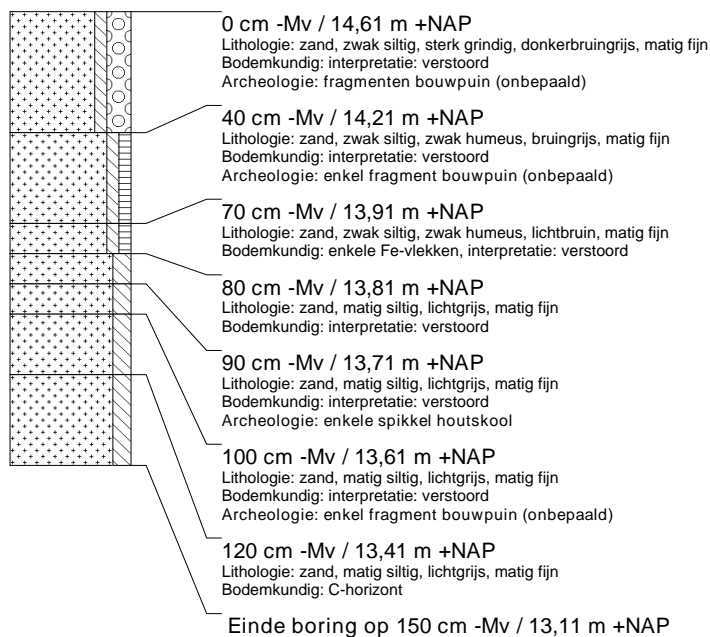 0 cm -Mv / 14,61 m +NAP
Lithologie: zand, zwak siltig, sterk grindig, donkerbruingrijs, matig fijn
Bodemkundig: interpretatie: verstoord
Archeologie: fragmenten bouwpuin (onbepaald)
40 cm -Mv / 14,21 m +NAP
Lithologie: zand, zwak siltig, zwak humeus, bruingrijs, matig fijn
Bodemkundig: interpretatie: verstoord
Archeologie: enkel fragment bouwpuin (onbepaald)
70 cm -Mv / 13,91 m +NAP
Lithologie: zand, zwak siltig, zwak humeus, lichtbruin, matig fijn
Bodemkundig: enkele Fe-vlekken, interpretatie: verstoord
80 cm -Mv / 13,81 m +NAP
Lithologie: zand, matig siltig, lichtgrijs, matig fijn
Bodemkundig: interpretatie: verstoord
90 cm -Mv / 13,71 m +NAP
Lithologie: zand, matig siltig, lichtgrijs, matig fijn
Bodemkundig: interpretatie: verstoord
Archeologie: enkele spikkel houtskool
100 cm -Mv / 13,61 m +NAP
Lithologie: zand, matig siltig, lichtgrijs, matig fijn
Bodemkundig: interpretatie: verstoord
Archeologie: enkel fragment bouwpuin (onbepaald)
120 cm -Mv / 13,41 m +NAP
Lithologie: zand, matig siltig, lichtgrijs, matig fijn
Bodemkundig: C-horizont
Einde boring op 150 cm -Mv / 13,11 m +NAP